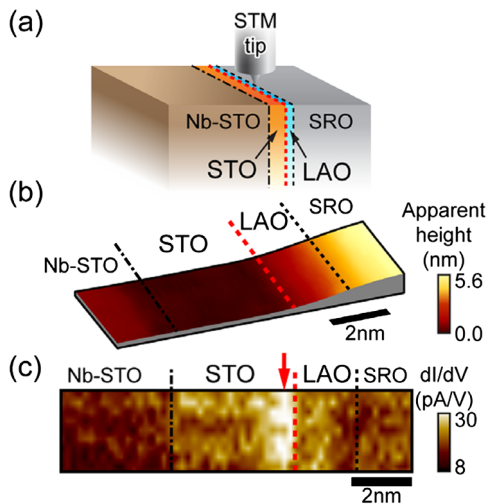 (a)
STM
tip
Nb-STO
SRO
STO
LAO
(b)
SRO
LAO
STO
Nb-STO
Apparent
height
(nm)
5.6
0.0
2nm
(c)
Nb-STO
STO
LAO
SRO
dI/dV
(pA/V)
30
8
2nm